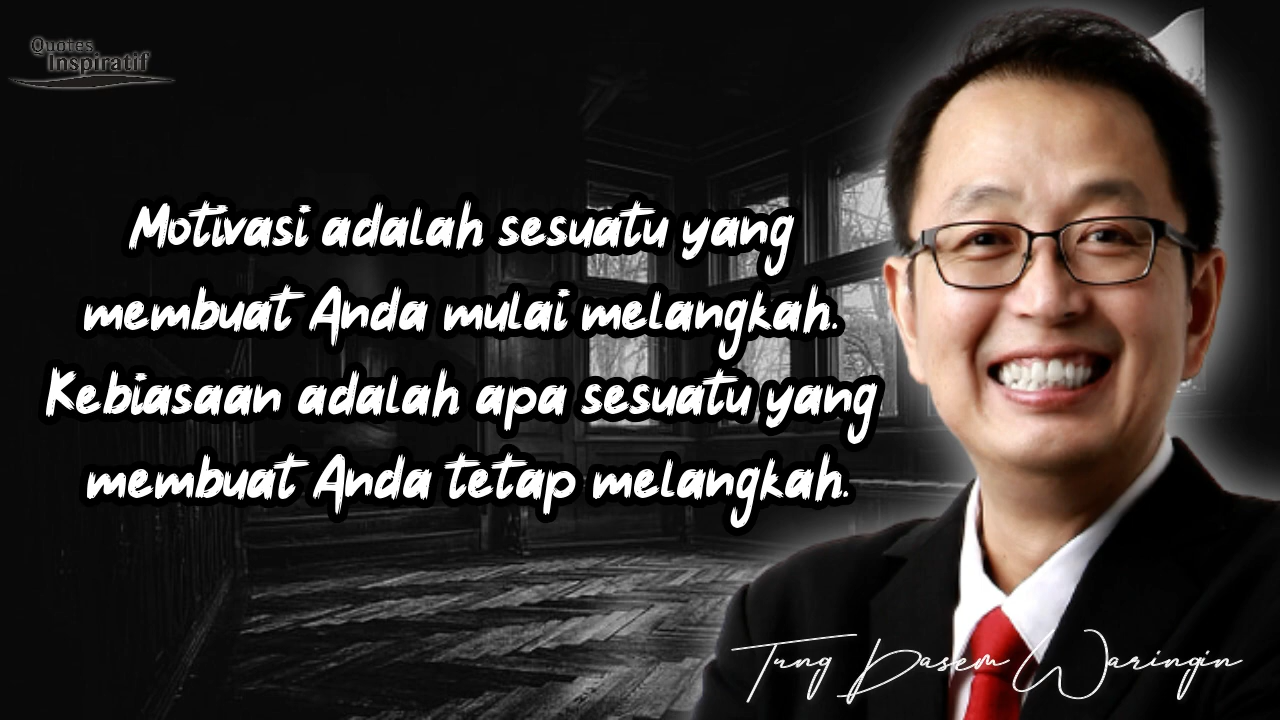 Quotes
Inspiratif
Motivasi adalah sesuatu yang
membuat Anda mulai melangkah.
Kebiasaan adalah apa sesuatu yang
membuat Anda tetap melangkah.
Tung Dasem Waringin